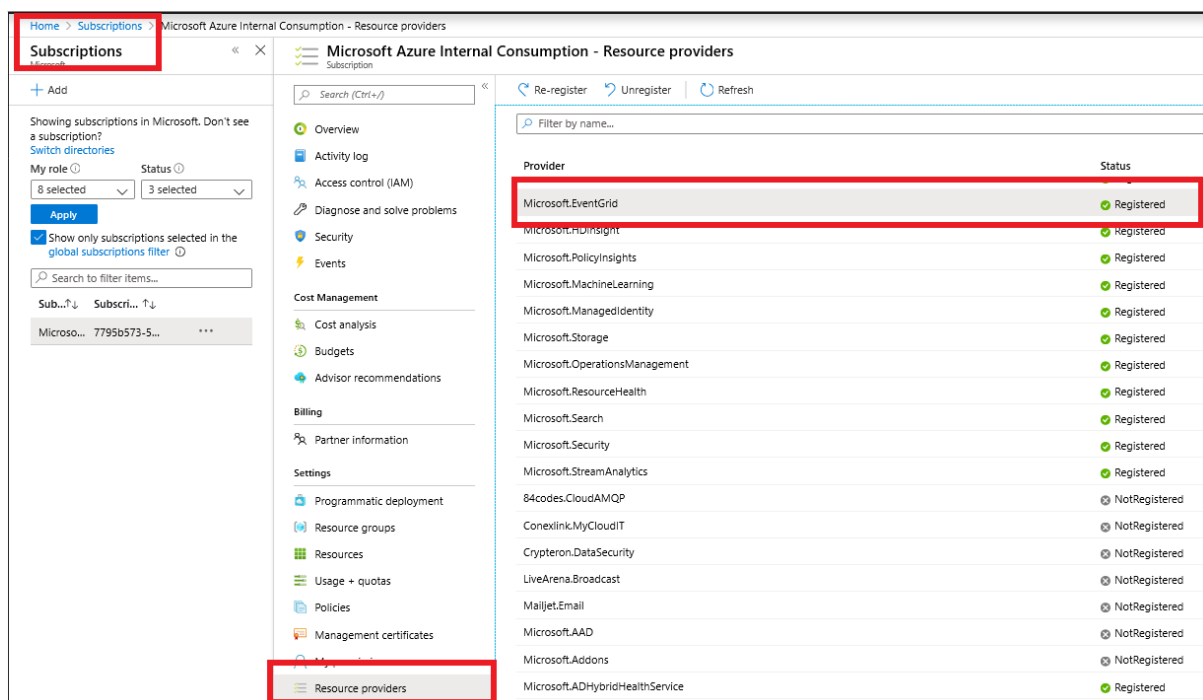 Home > Subscriptions > Microsoft Azure Internal Consumption - Resource providers
Subscriptions
Microsoft
Add
Showing subscriptions in Microsoft. Don't see
a subscription?
Switch directories
My role Status
8 selected 3 selected
Apply
Show only subscriptions selected in the
global subscriptions filter
Search to filter items...
Sub... Subscri...
Microso... 7795b573-5... ...
Microsoft Azure Internal Consumption - Resource providers
Subscription
Search (Ctrl+/)
Overview
Activity log
Access control (IAM)
Diagnose and solve problems
Security
Events
Cost Management
Cost analysis
Budgets
Advisor recommendations
Billing
Partner information
Settings
Programmatic deployment
Resource groups
Resources
Usage + quotas
Policies
Management certificates
Resource providers
Re-register Unregister Refresh
Filter by name...
Provider Status
Microsoft.EventGrid Registered
Microsoft.HDInsight Registered
Microsoft.PolicyInsights Registered
Microsoft.MachineLearning Registered
Microsoft.ManagedIdentity Registered
Microsoft.Storage Registered
Microsoft.OperationsManagement Registered
Microsoft.ResourceHealth Registered
Microsoft.Search Registered
Microsoft.Security Registered
Microsoft.StreamAnalytics Registered
84codes.CloudAMQP NotRegistered
Conexlink.MyCloudIT NotRegistered
Crypteron.DataSecurity NotRegistered
LiveArena.Broadcast NotRegistered
Mailjet.Email NotRegistered
Microsoft.AAD NotRegistered
Microsoft.Addons NotRegistered
Microsoft.ADHybridHealthService Registered